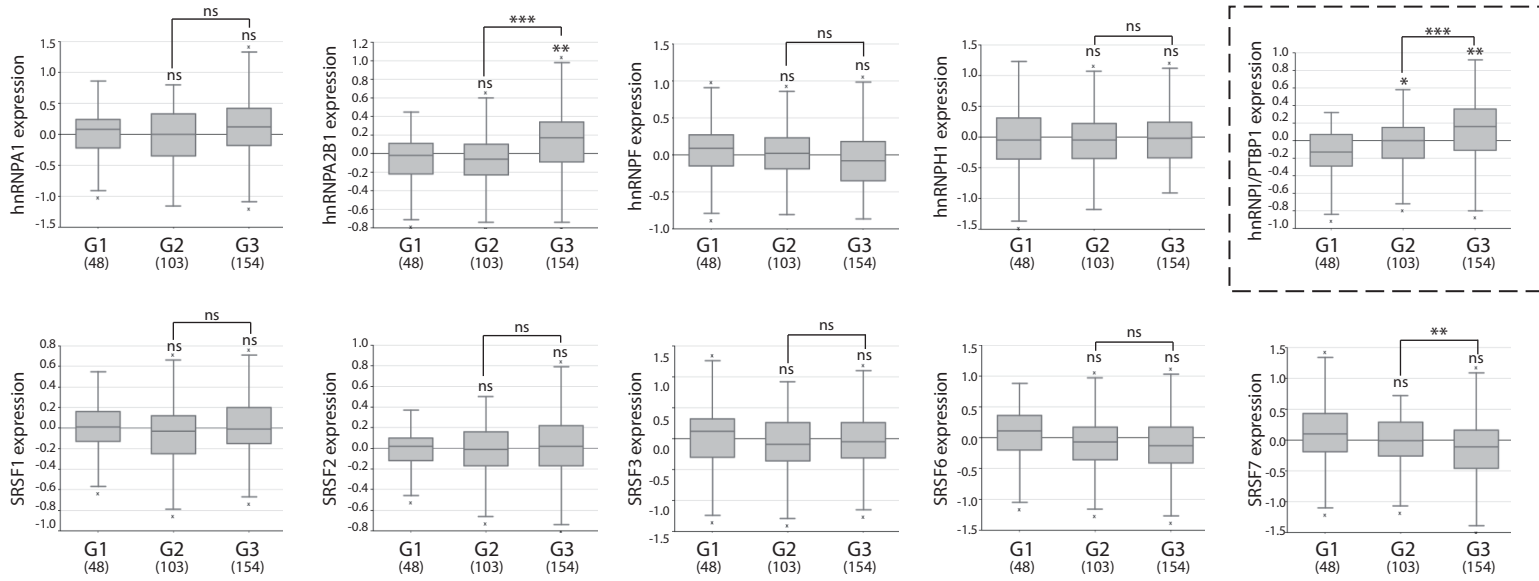 hnRNPA1 expression
1.5
1.0
0.5
0.0
-0.5
-1.0
-1.5
ns
ns
ns
G1 G2 G3
(48) (103) (154)
hnRNPA2B1 expression
1.2
1.0
0.8
0.6
0.4
0.2
0.0
-0.2
-0.4
-0.6
-0.8
***
ns
**
G1 G2 G3
(48) (103) (154)
hnRNPF expression
1.5
1.0
0.5
0.0
-0.5
-1.0
ns
ns
ns
G1 G2 G3
(48) (103) (154)
hnRNPH1 expression
1.5
1.0
0.5
0.0
-0.5
-1.0
-1.5
ns
ns
ns
G1 G2 G3
(48) (103) (154)
hnRNPI/PTBP1 expression
1.0
0.8
0.6
0.4
0.2
0.0
-0.2
-0.4
-0.6
-0.8
-1.0
***
*
**
G1 G2 G3
(48) (103) (154)
SRSF1 expression
0.8
0.6
0.4
0.2
0.0
-0.2
-0.4
-0.6
-0.8
-1.0
ns
ns
ns
G1 G2 G3
(48) (103) (154)
SRSF2 expression
1.0
0.8
0.6
0.4
0.2
0.0
-0.2
-0.4
-0.6
-0.8
ns
ns
ns
G1 G2 G3
(48) (103) (154)
SRSF3 expression
1.5
1.0
0.5
0.0
-0.5
-1.0
-1.5
ns
ns
ns
G1 G2 G3
(48) (103) (154)
SRSF6 expression
1.5
1.0
0.5
0.0
-0.5
-1.0
-1.5
ns
ns
ns
G1 G2 G3
(48) (103) (154)
SRSF7 expression
1.5
1.0
0.5
0.0
-0.5
-1.0
-1.5
**
ns
ns
G1 G2 G3
(48) (103) (154)